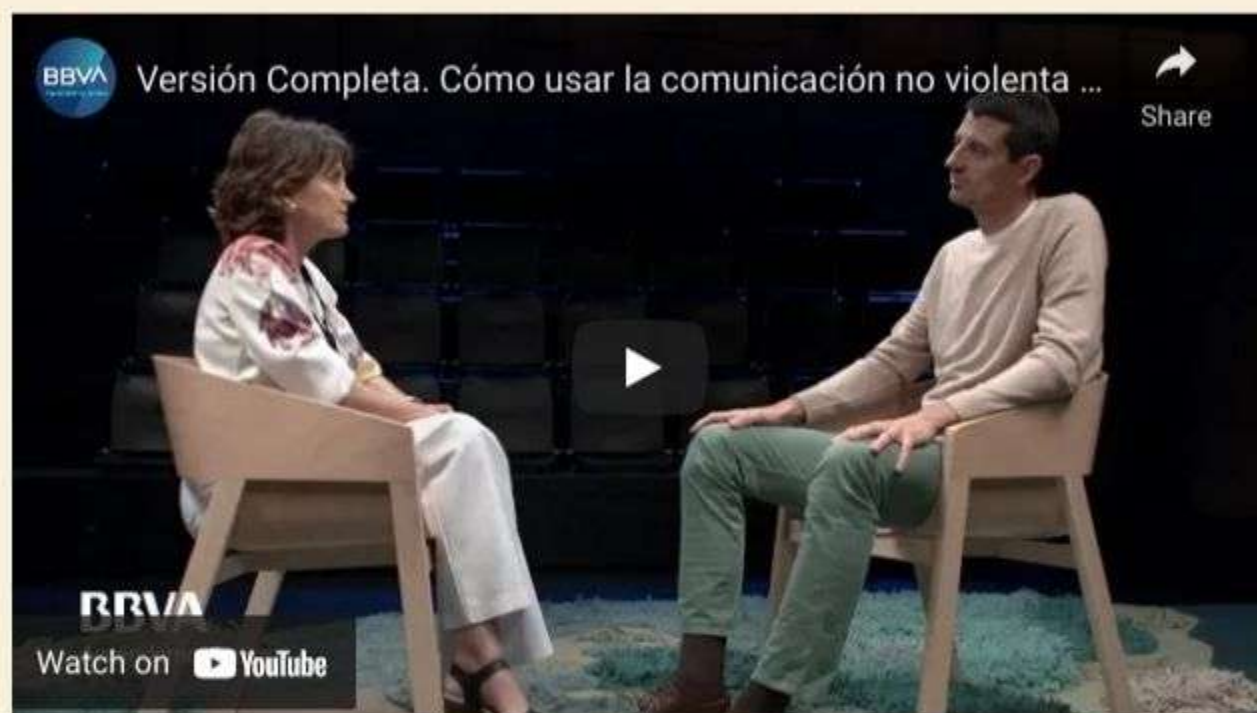 BBVA
Versión Completa. Cómo usar la comunicación no violenta ...
Share
BBVA
Watch on YouTube